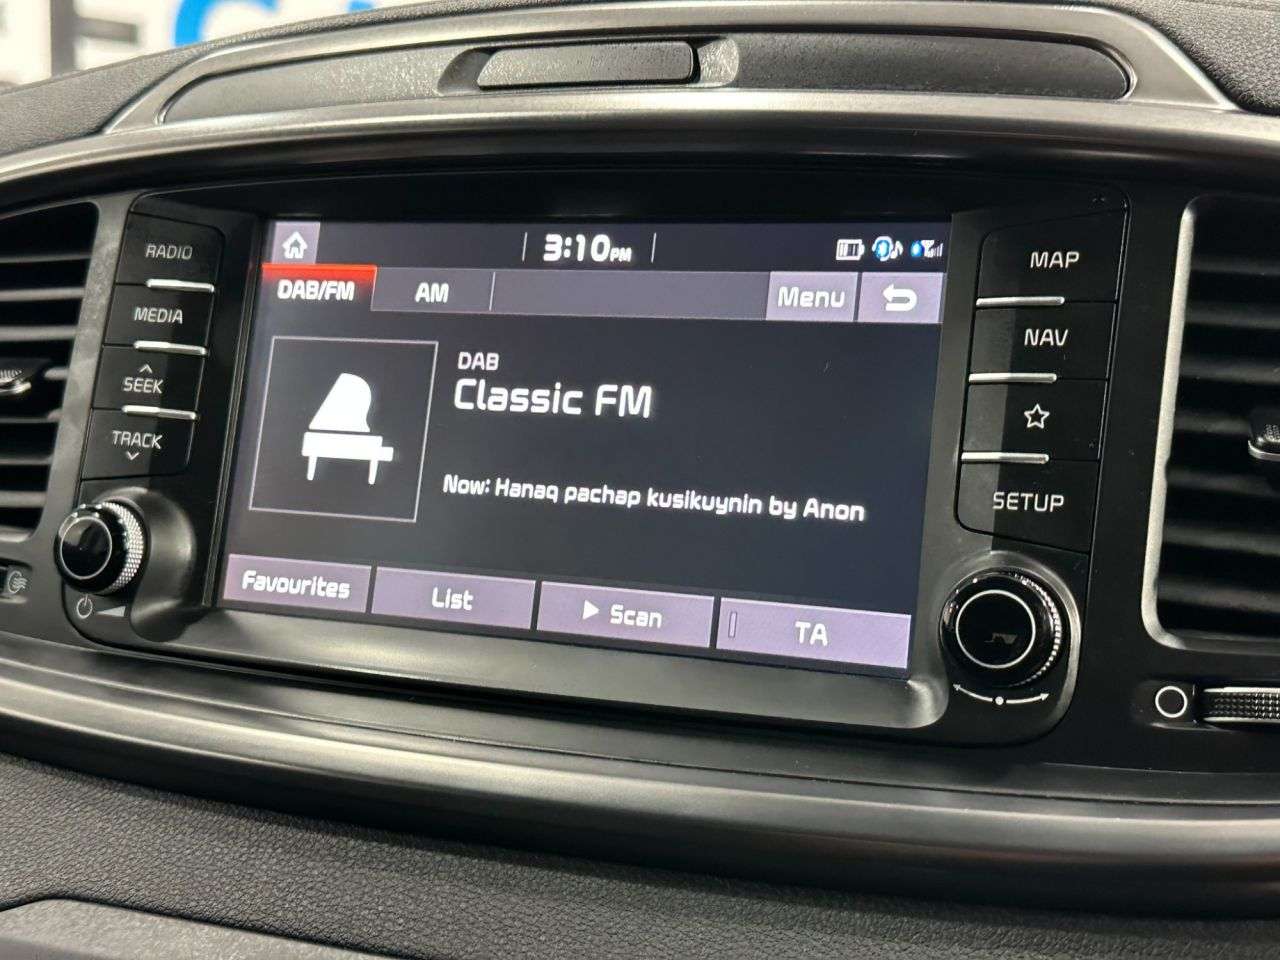 3:10PM
DAB/FM
AM
Menu
DAB
Classic FM
Now: Hanaq pachap kusikuynin by Anon
Favourites
List
Scan
TA
RADIO
MEDIA
SEEK
TRACK
MAP
NAV
SETUP